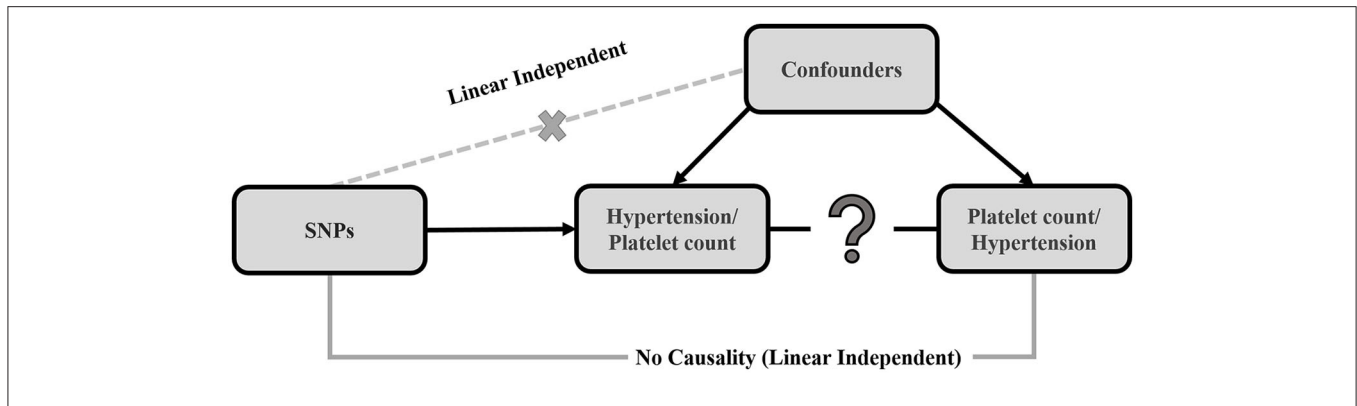 Linear Independent
Confounders
SNPs
Hypertension/
Platelet count
?
Platelet count/
Hypertension
No Causality (Linear Independent)